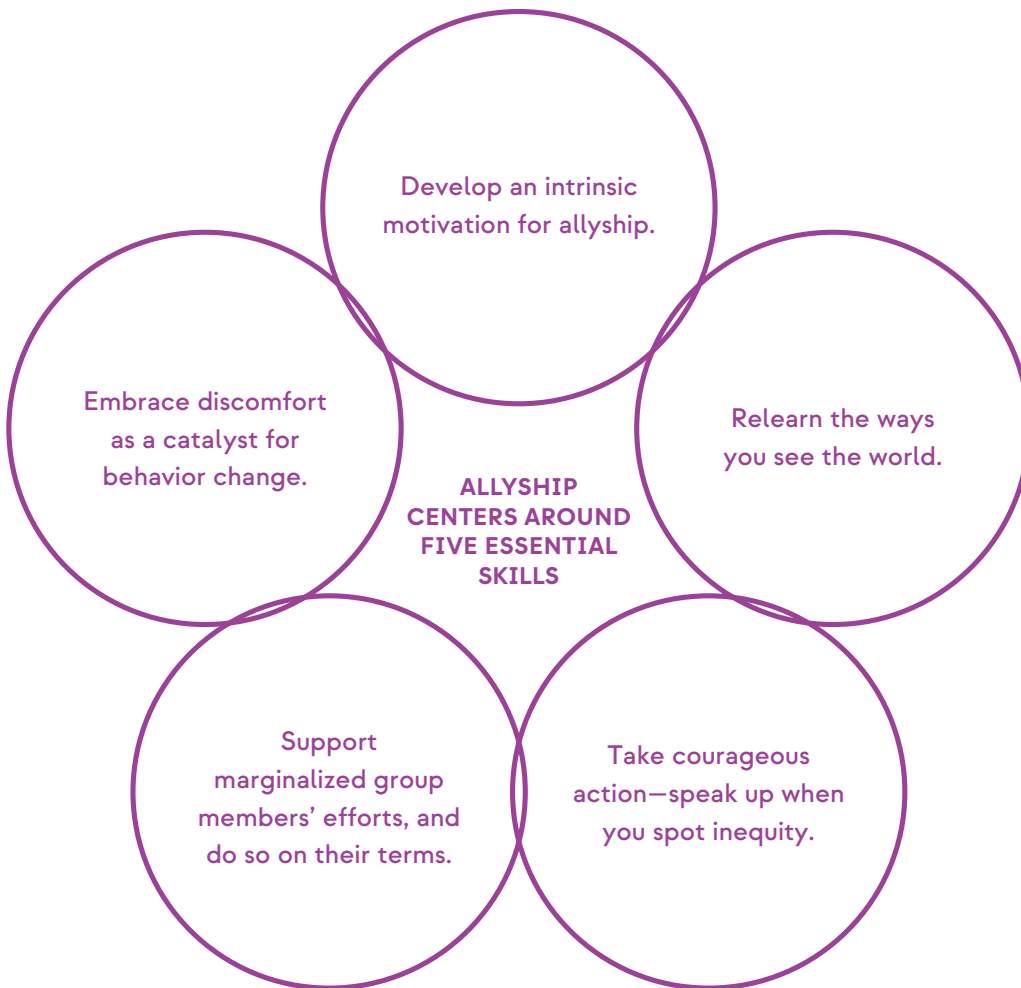 Develop an intrinsic
motivation for allyship.
Relearn the ways
you see the world.
Take courageous
action—speak up when
you spot inequity.
Support
marginalized group
members’ efforts, and
do so on their terms.
Embrace discomfort
as a catalyst for
behavior change.
ALLYSHIP
CENTERS AROUND
FIVE ESSENTIAL
SKILLS